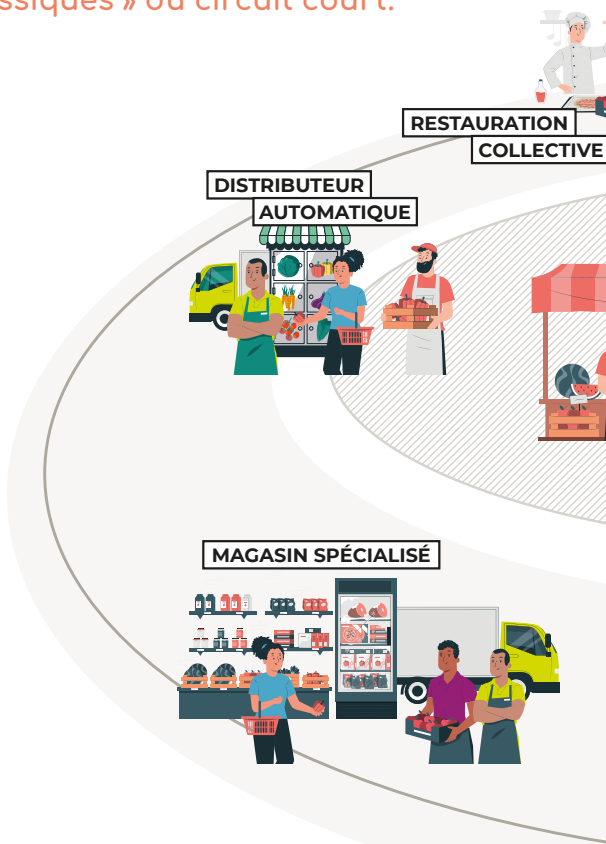 ssiques » ou circuit court.
RESTAURATION
COLLECTIVE
DISTRIBUTEUR
AUTOMATIQUE
MAGASIN SPÉCIALISÉ